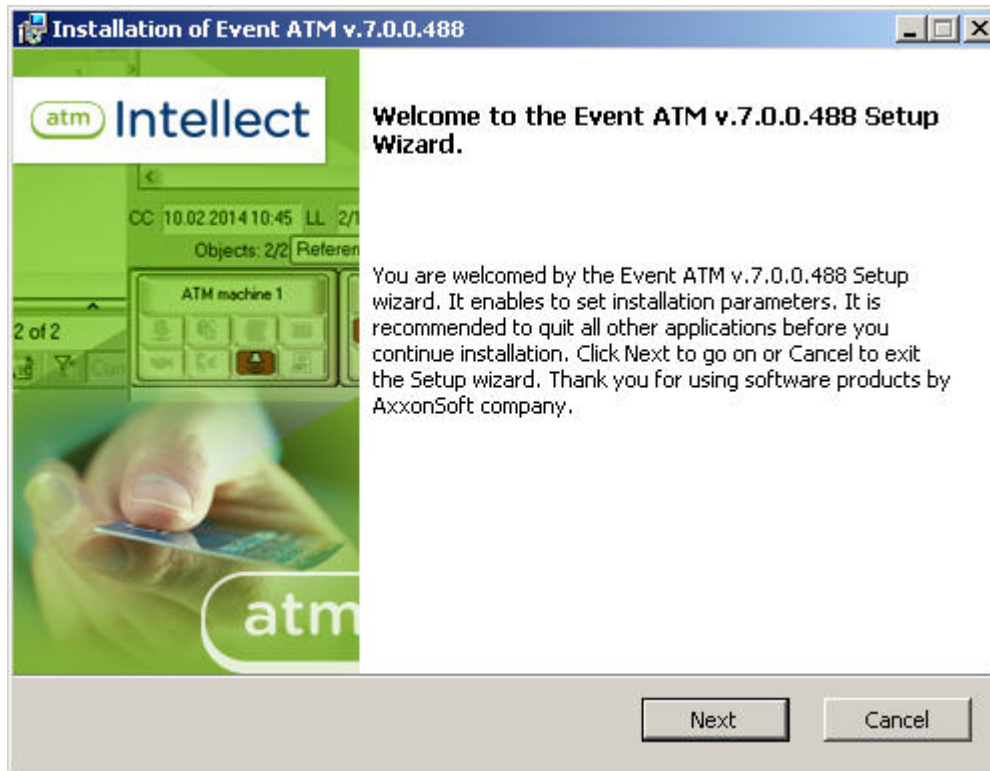 Installation of Event ATM v.7.0.0.488
atm Intellect
CC 10.02.2014 10:45 LL 2/1
Objects: 2/2 Referen
ATM machine 1
2 of 2
atm
Welcome to the Event ATM v.7.0.0.488 Setup
Wizard.
You are welcomed by the Event ATM v.7.0.0.488 Setup
wizard. It enables to set installation parameters. It is
recommended to quit all other applications before you
continue installation. Click Next to go on or Cancel to exit
the Setup wizard. Thank you for using software products by
AxxonSoft company.
Next
Cancel